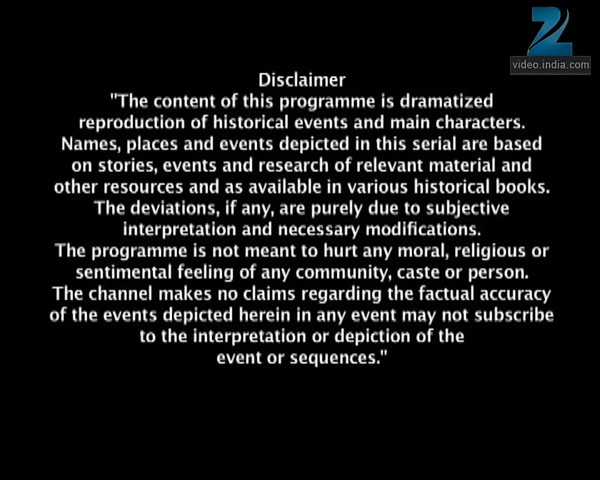 video.india.com
Disclaimer
"The content of this programme is dramatized
reproduction of historical events and main characters.
Names, places and events depicted in this serial are based
on stories, events and research of relevant material and
other resources and as available in various historical books.
The deviations, if any, are purely due to subjective
interpretation and necessary modifications.
The programme is not meant to hurt any moral, religious or
sentimental feeling of any community, caste or person.
The channel makes no claims regarding the factual accuracy
of the events depicted herein in any event may not subscribe
to the interpretation or depiction of the
event or sequences."